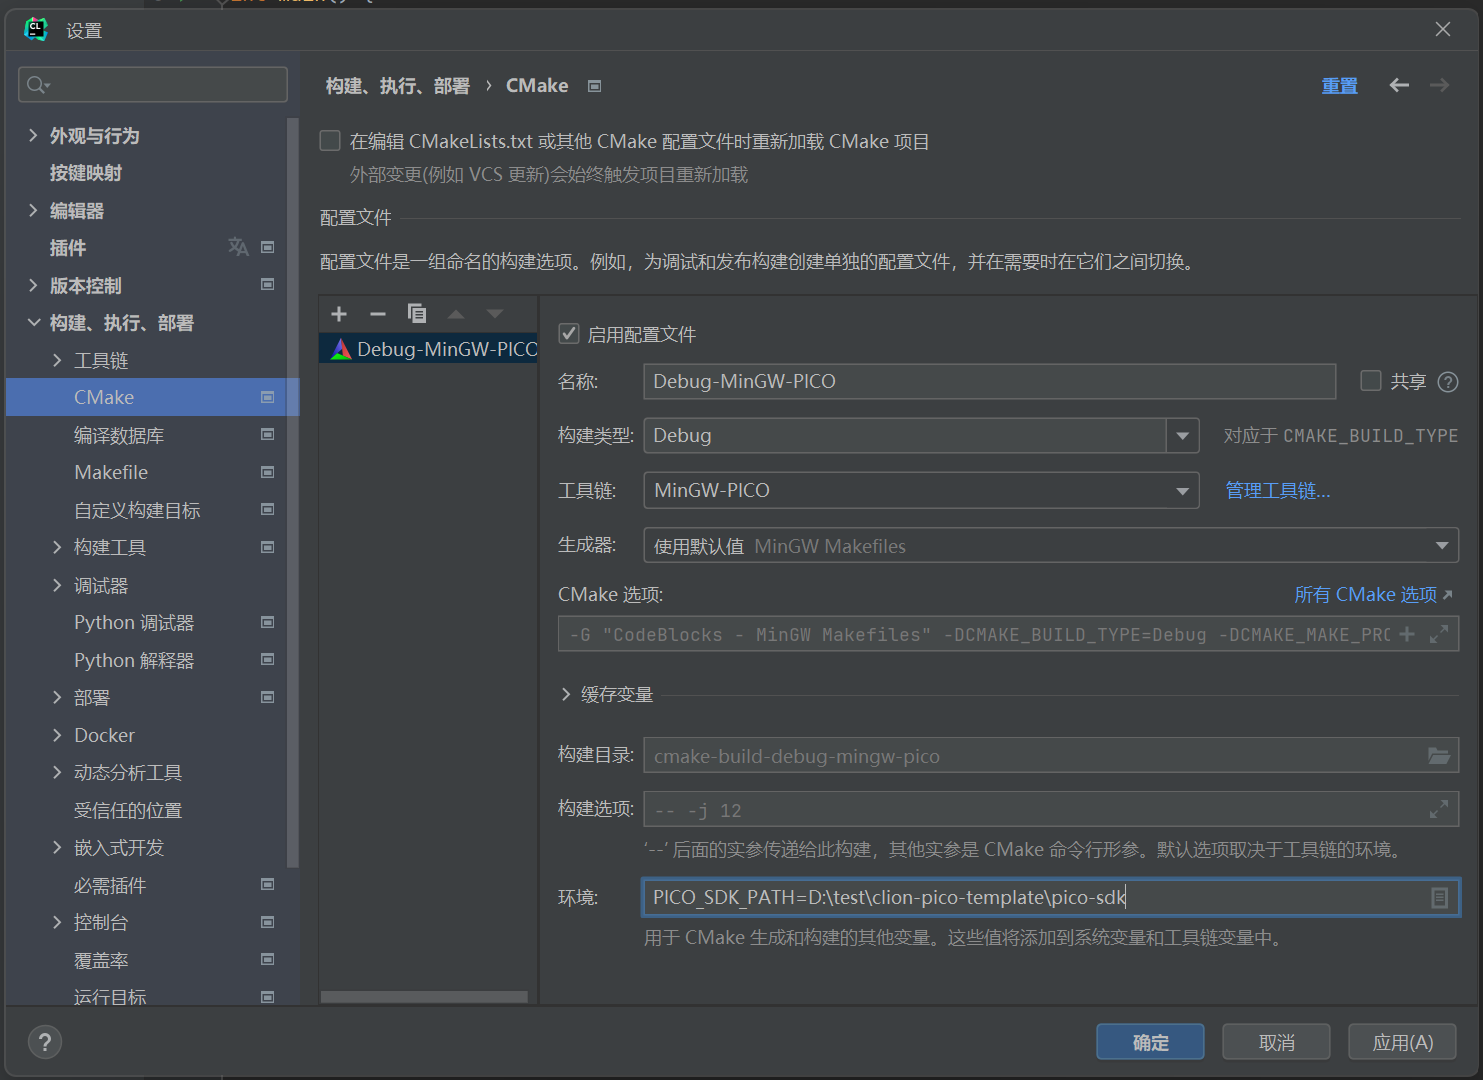 设置
构建、执行、部署 › CMake
重置
外观与行为
按键映射
编辑器
插件
版本控制
构建、执行、部署
工具链
CMake
编译数据库
Makefile
自定义构建目标
构建工具
调试器
Python 调试器
Python 解释器
部署
Docker
动态分析工具
受信任的位置
嵌入式开发
必需插件
控制台
覆盖率
运行目标
在编辑 CMakeLists.txt 或其他 CMake 配置文件时重新加载 CMake 项目
外部变更(例如 VCS 更新)会始终触发项目重新加载
配置文件
配置文件是一组命名的构建选项。例如，为调试和发布构建创建单独的配置文件，并在需要时在它们之间切换。
Debug-MinGW-PICO
启用配置文件
名称: Debug-MinGW-PICO 共享
构建类型: Debug 对应于 CMAKE_BUILD_TYPE
工具链: MinGW-PICO 管理工具链...
生成器: 使用默认值 MinGW Makefiles
CMake 选项: 所有 CMake 选项
-G "CodeBlocks - MinGW Makefiles" -DCMAKE_BUILD_TYPE=Debug -DCMAKE_MAKE_PRO
缓存变量
构建目录: cmake-build-debug-mingw-pico
构建选项: -- -j 12
‘--‘ 后面的实参传递给此构建，其他实参是 CMake 命令行形参。默认选项取决于工具链的环境。
环境: PICO_SDK_PATH=D:\test\clion-pico-template\pico-sdk
用于 CMake 生成和构建的其他变量。这些值将添加到系统变量和工具链变量中。
确定
取消
应用(A)